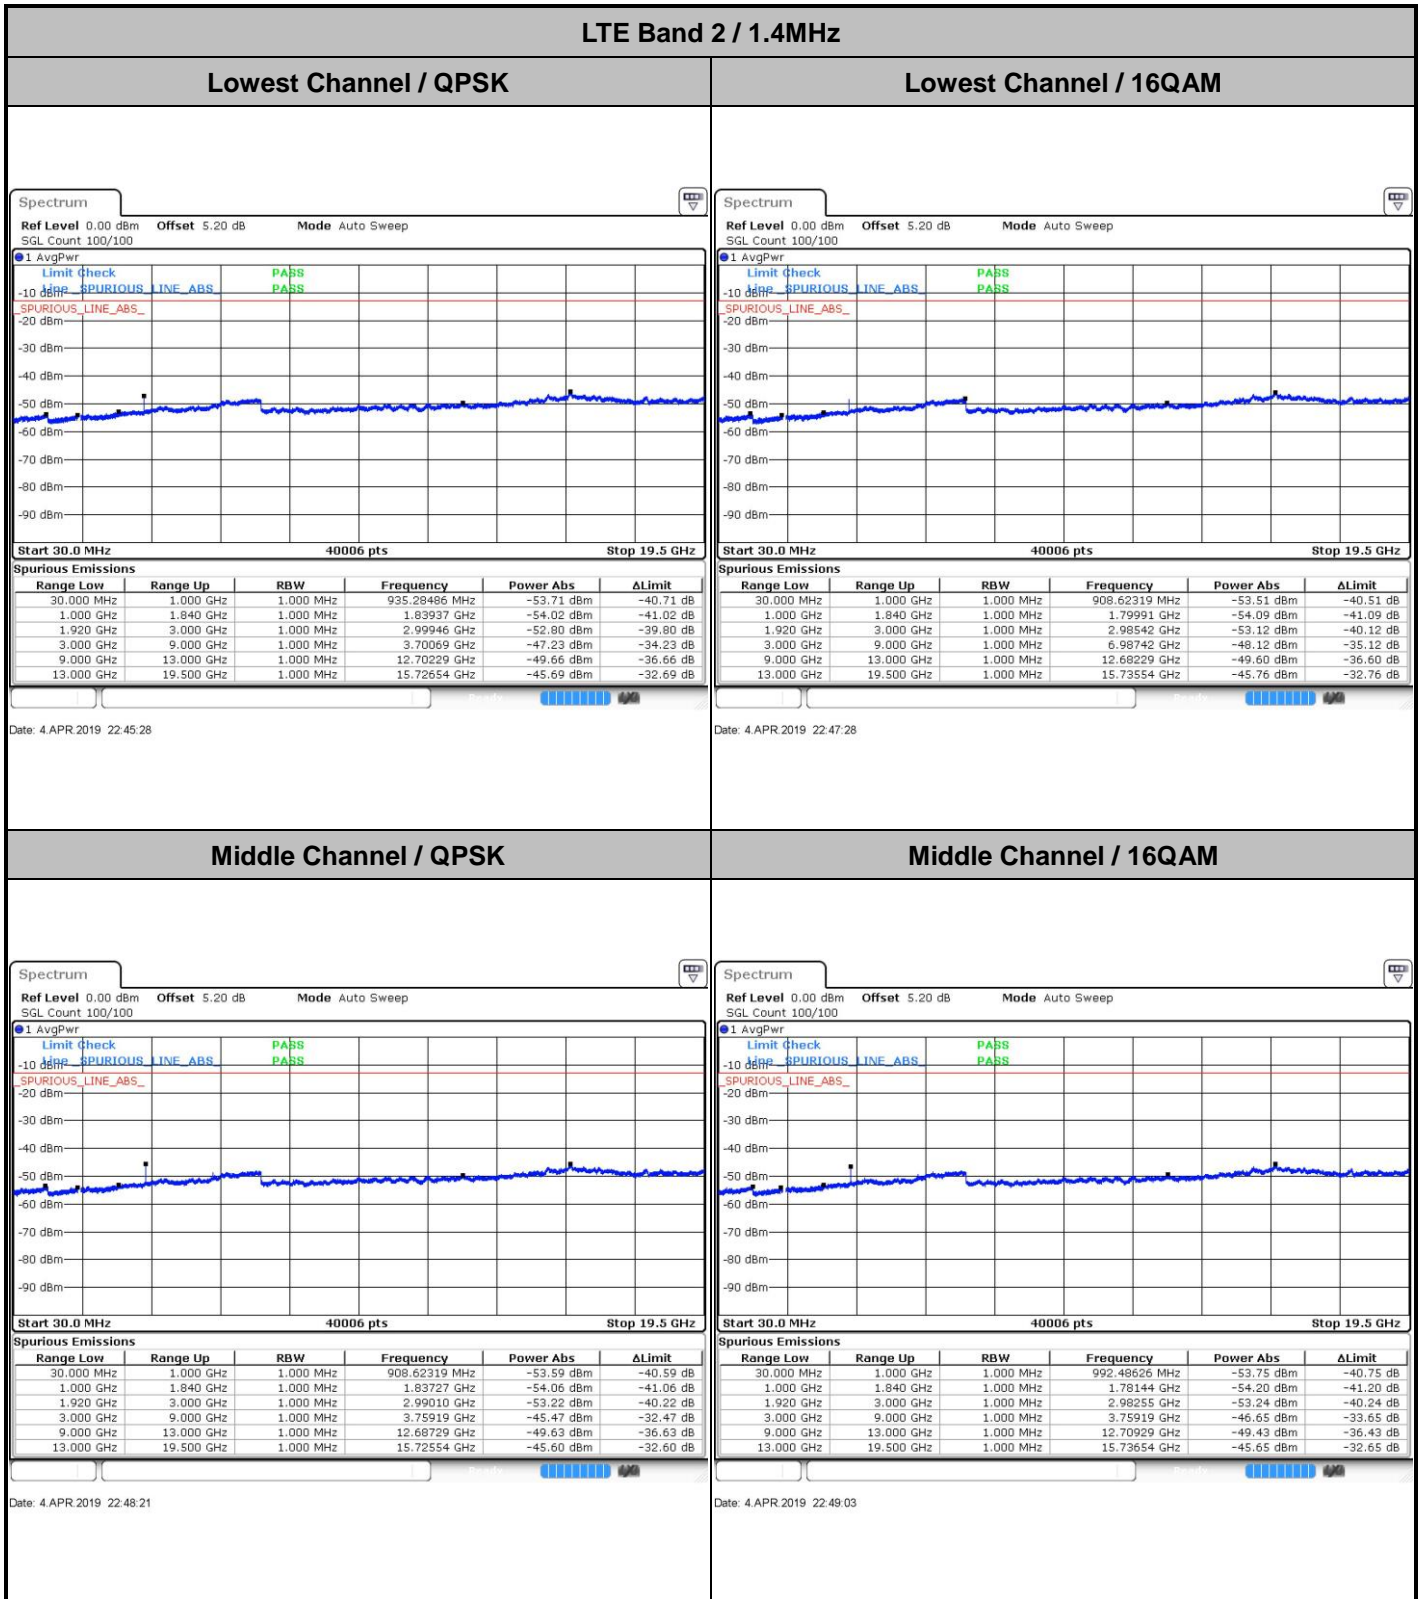 LTE Band 2 / 1.4MHz
Lowest Channel / QPSK
Lowest Channel / 16QAM
Spectrum
Ref Level 0.00 dBm Offset 5.20 dB Mode Auto Sweep
SGL Count 100/100
1 AvgPwr
Limit Check PASS
Line _SPURIOUS_LINE_ABS_ PASS
-10 dBm
_SPURIOUS_LINE_ABS_
-20 dBm
-30 dBm
-40 dBm
-50 dBm
-60 dBm
-70 dBm
-80 dBm
-90 dBm
Start 30.0 MHz 40006 pts Stop 19.5 GHz
Spurious Emissions
Range Low Range Up RBW Frequency Power Abs ΔLimit
30.000 MHz 1.000 GHz 1.000 MHz 935.28486 MHz -53.71 dBm -40.71 dB
1.000 GHz 1.840 GHz 1.000 MHz 1.83937 GHz -54.02 dBm -41.02 dB
1.920 GHz 3.000 GHz 1.000 MHz 2.99946 GHz -52.80 dBm -39.80 dB
3.000 GHz 9.000 GHz 1.000 MHz 3.70069 GHz -47.23 dBm -34.23 dB
9.000 GHz 13.000 GHz 1.000 MHz 12.70229 GHz -49.66 dBm -36.66 dB
13.000 GHz 19.500 GHz 1.000 MHz 15.72654 GHz -45.69 dBm -32.69 dB
Date: 4.APR.2019 22:45:28
Spectrum
Ref Level 0.00 dBm Offset 5.20 dB Mode Auto Sweep
SGL Count 100/100
1 AvgPwr
Limit Check PASS
Line _SPURIOUS_LINE_ABS_ PASS
-10 dBm
_SPURIOUS_LINE_ABS_
-20 dBm
-30 dBm
-40 dBm
-50 dBm
-60 dBm
-70 dBm
-80 dBm
-90 dBm
Start 30.0 MHz 40006 pts Stop 19.5 GHz
Spurious Emissions
Range Low Range Up RBW Frequency Power Abs ΔLimit
30.000 MHz 1.000 GHz 1.000 MHz 908.62319 MHz -53.51 dBm -40.51 dB
1.000 GHz 1.840 GHz 1.000 MHz 1.79991 GHz -54.09 dBm -41.09 dB
1.920 GHz 3.000 GHz 1.000 MHz 2.98542 GHz -53.12 dBm -40.12 dB
3.000 GHz 9.000 GHz 1.000 MHz 6.98742 GHz -48.12 dBm -35.12 dB
9.000 GHz 13.000 GHz 1.000 MHz 12.68229 GHz -49.60 dBm -36.60 dB
13.000 GHz 19.500 GHz 1.000 MHz 15.73554 GHz -45.76 dBm -32.76 dB
Date: 4.APR.2019 22:47:28
Middle Channel / QPSK
Middle Channel / 16QAM
Spectrum
Ref Level 0.00 dBm Offset 5.20 dB Mode Auto Sweep
SGL Count 100/100
1 AvgPwr
Limit Check PASS
Line _SPURIOUS_LINE_ABS_ PASS
-10 dBm
_SPURIOUS_LINE_ABS_
-20 dBm
-30 dBm
-40 dBm
-50 dBm
-60 dBm
-70 dBm
-80 dBm
-90 dBm
Start 30.0 MHz 40006 pts Stop 19.5 GHz
Spurious Emissions
Range Low Range Up RBW Frequency Power Abs ΔLimit
30.000 MHz 1.000 GHz 1.000 MHz 908.62319 MHz -53.59 dBm -40.59 dB
1.000 GHz 1.840 GHz 1.000 MHz 1.83727 GHz -54.06 dBm -41.06 dB
1.920 GHz 3.000 GHz 1.000 MHz 2.99010 GHz -53.22 dBm -40.22 dB
3.000 GHz 9.000 GHz 1.000 MHz 3.75919 GHz -45.47 dBm -32.47 dB
9.000 GHz 13.000 GHz 1.000 MHz 12.68729 GHz -49.63 dBm -36.63 dB
13.000 GHz 19.500 GHz 1.000 MHz 15.72554 GHz -45.60 dBm -32.60 dB
Date: 4.APR.2019 22:48:21
Spectrum
Ref Level 0.00 dBm Offset 5.20 dB Mode Auto Sweep
SGL Count 100/100
1 AvgPwr
Limit Check PASS
Line _SPURIOUS_LINE_ABS_ PASS
-10 dBm
_SPURIOUS_LINE_ABS_
-20 dBm
-30 dBm
-40 dBm
-50 dBm
-60 dBm
-70 dBm
-80 dBm
-90 dBm
Start 30.0 MHz 40006 pts Stop 19.5 GHz
Spurious Emissions
Range Low Range Up RBW Frequency Power Abs ΔLimit
30.000 MHz 1.000 GHz 1.000 MHz 992.48626 MHz -53.75 dBm -40.75 dB
1.000 GHz 1.840 GHz 1.000 MHz 1.78144 GHz -54.20 dBm -41.20 dB
1.920 GHz 3.000 GHz 1.000 MHz 2.98255 GHz -53.24 dBm -40.24 dB
3.000 GHz 9.000 GHz 1.000 MHz 3.75919 GHz -46.65 dBm -33.65 dB
9.000 GHz 13.000 GHz 1.000 MHz 12.70929 GHz -49.43 dBm -36.43 dB
13.000 GHz 19.500 GHz 1.000 MHz 15.73654 GHz -45.65 dBm -32.65 dB
Date: 4.APR.2019 22:49:03